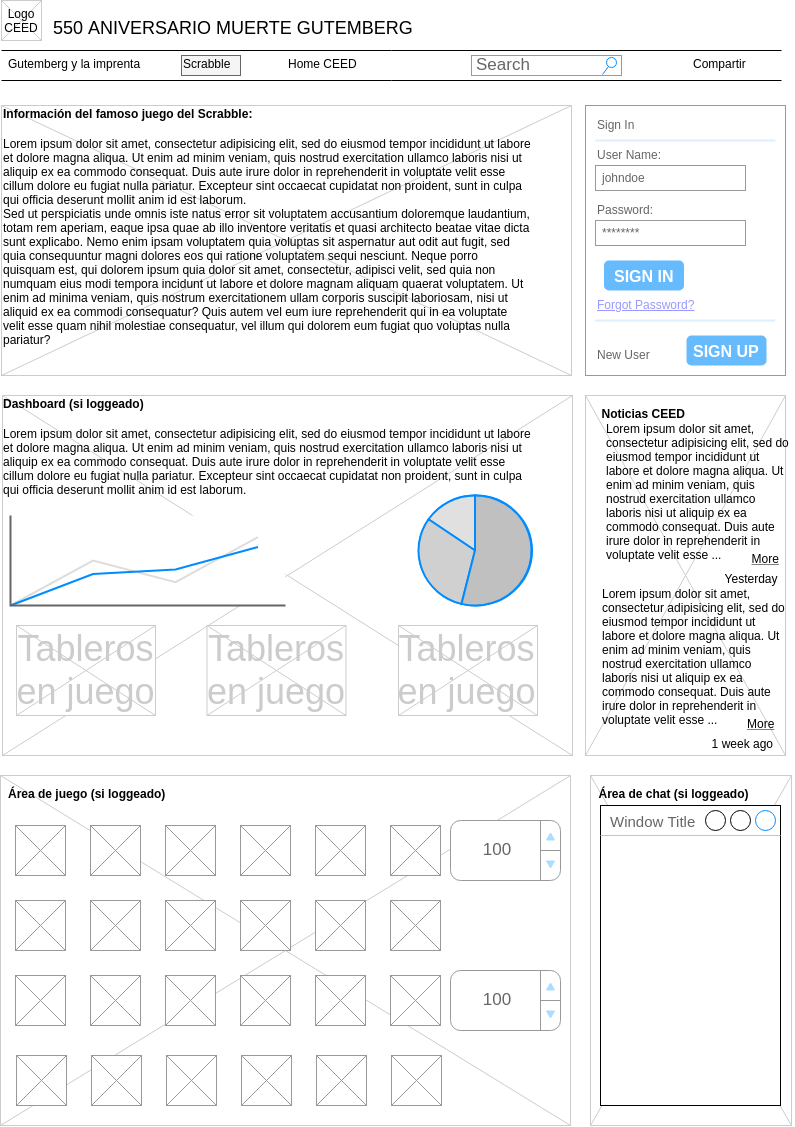 Logo
CEED
550 ANIVERSARIO MUERTE GUTEMBERG
Gutemberg y la imprenta
Scrabble
Home CEED
Search
Compartir
Información del famoso juego del Scrabble:
Lorem ipsum dolor sit amet, consectetur adipisicing elit, sed do eiusmod tempor incididunt ut labore
et dolore magna aliqua. Ut enim ad minim veniam, quis nostrud exercitation ullamco laboris nisi ut
aliquip ex ea commodo consequat. Duis aute irure dolor in reprehenderit in voluptate velit esse
cillum dolore eu fugiat nulla pariatur. Excepteur sint occaecat cupidatat non proident, sunt in culpa
qui officia deserunt mollit anim id est laborum.
Sed ut perspiciatis unde omnis iste natus error sit voluptatem accusantium doloremque laudantium,
totam rem aperiam, eaque ipsa quae ab illo inventore veritatis et quasi architecto beatae vitae dicta
sunt explicabo. Nemo enim ipsam voluptatem quia voluptas sit aspernatur aut odit aut fugit, sed
quia consequuntur magni dolores eos qui ratione voluptatem sequi nesciunt. Neque porro
quisquam est, qui dolorem ipsum quia dolor sit amet, consectetur, adipisci velit, sed quia non
numquam eius modi tempora incidunt ut labore et dolore magnam aliquam quaerat voluptatem. Ut
enim ad minima veniam, quis nostrum exercitationem ullam corporis suscipit laboriosam, nisi ut
aliquid ex ea commodi consequatur? Quis autem vel eum iure reprehenderit qui in ea voluptate
velit esse quam nihil molestiae consequatur, vel illum qui dolorem eum fugiat quo voluptas nulla
pariatur?
Sign In
User Name:
johndoe
Password:
********
SIGN IN
Forgot Password?
New User
SIGN UP
Dashboard (si loggeado)
Lorem ipsum dolor sit amet, consectetur adipisicing elit, sed do eiusmod tempor incididunt ut labore
et dolore magna aliqua. Ut enim ad minim veniam, quis nostrud exercitation ullamco laboris nisi ut
aliquip ex ea commodo consequat. Duis aute irure dolor in reprehenderit in voluptate velit esse
cillum dolore eu fugiat nulla pariatur. Excepteur sint occaecat cupidatat non proident, sunt in culpa
qui officia deserunt mollit anim id est laborum.
Tableros
en juego
Tableros
en juego
Tableros
en juego
Noticias CEED
Lorem ipsum dolor sit amet,
consectetur adipisicing elit, sed do
eiusmod tempor incididunt ut
labore et dolore magna aliqua. Ut
enim ad minim veniam, quis
nostrud exercitation ullamco
laboris nisi ut aliquip ex ea
commodo consequat. Duis aute
irure dolor in reprehenderit in
voluptate velit esse ...
More
Yesterday
Lorem ipsum dolor sit amet,
consectetur adipisicing elit, sed do
eiusmod tempor incididunt ut
labore et dolore magna aliqua. Ut
enim ad minim veniam, quis
nostrud exercitation ullamco
laboris nisi ut aliquip ex ea
commodo consequat. Duis aute
irure dolor in reprehenderit in
voluptate velit esse ...
More
1 week ago
Área de juego (si loggeado)
100
100
Área de chat (si loggeado)
Window Title